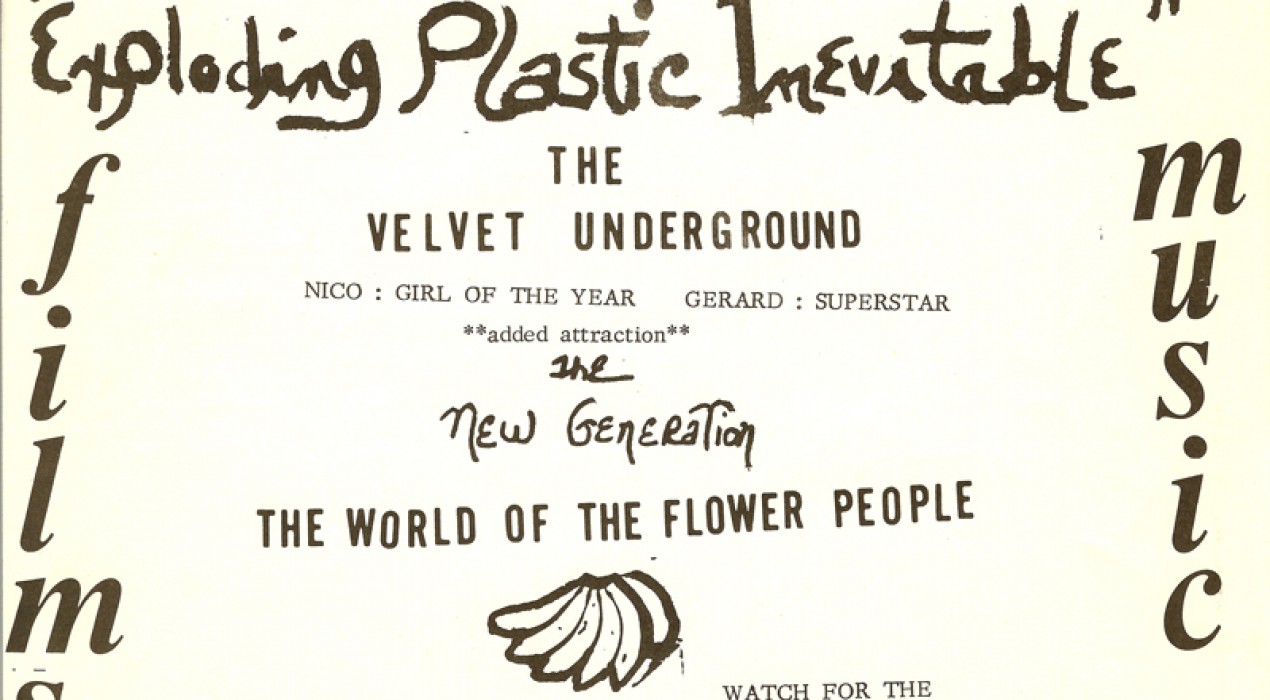 Exploding Plastic Inevitable"
THE
VELVET UNDERGROUND
NICO : GIRL OF THE YEAR GERARD : SUPERSTAR
**added attraction**
The
NEW GENERATION
THE WORLD OF THE FLOWER PEOPLE
WATCH FOR THE
films
music